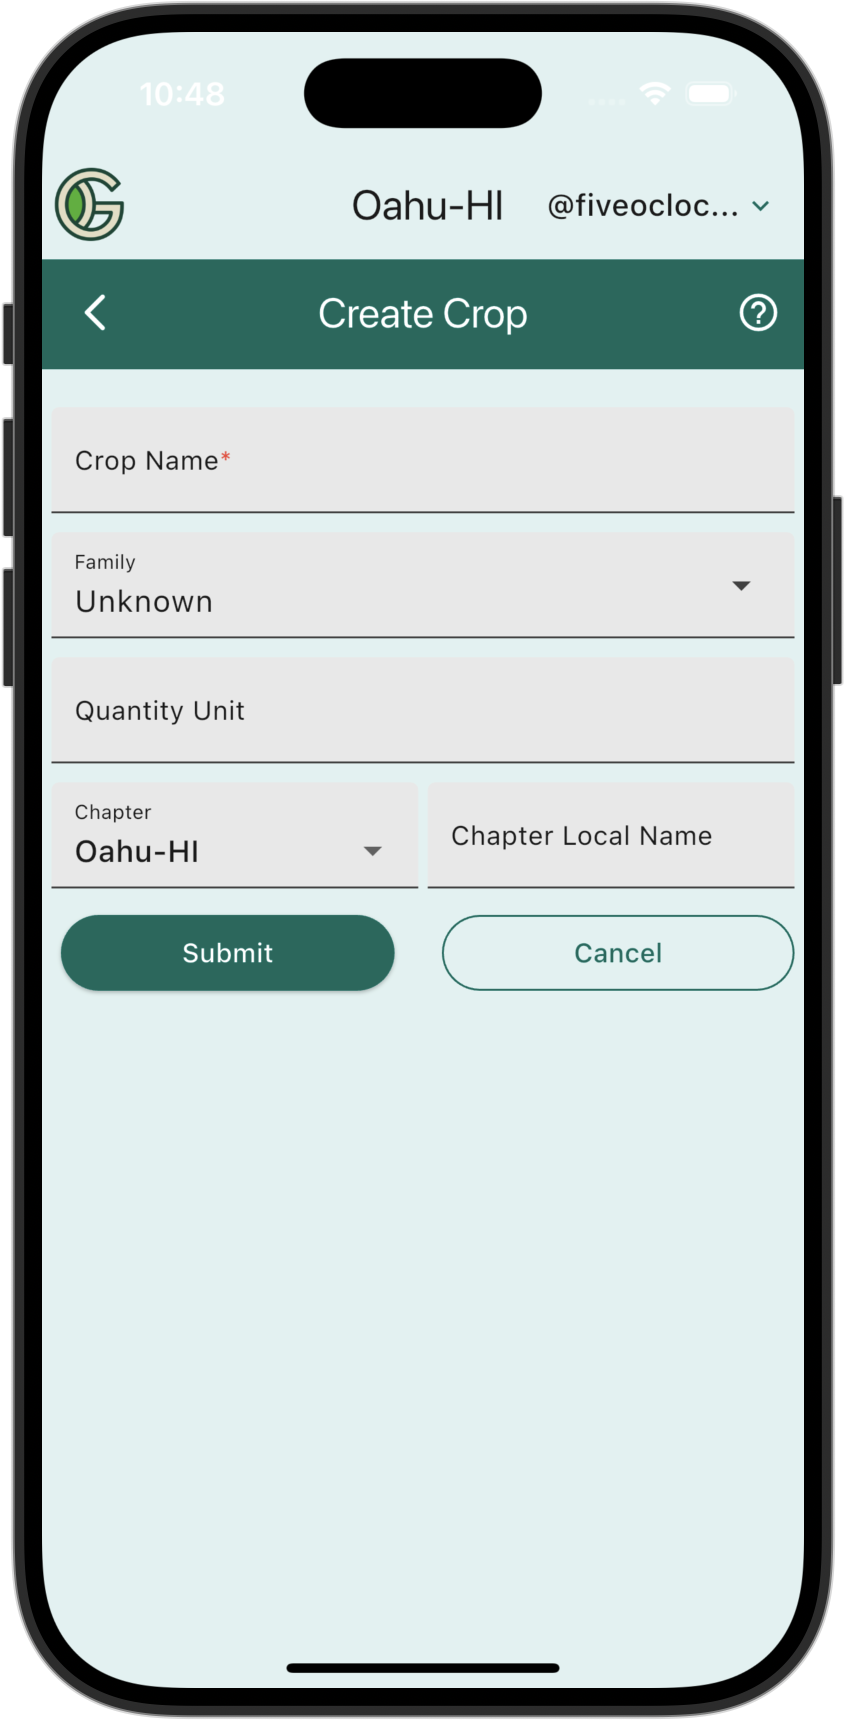 10:48
Oahu-HI @fiveocloc...
Create Crop
Crop Name*
Family
Unknown
Quantity Unit
Chapter
Oahu-HI
Chapter Local Name
Submit Cancel